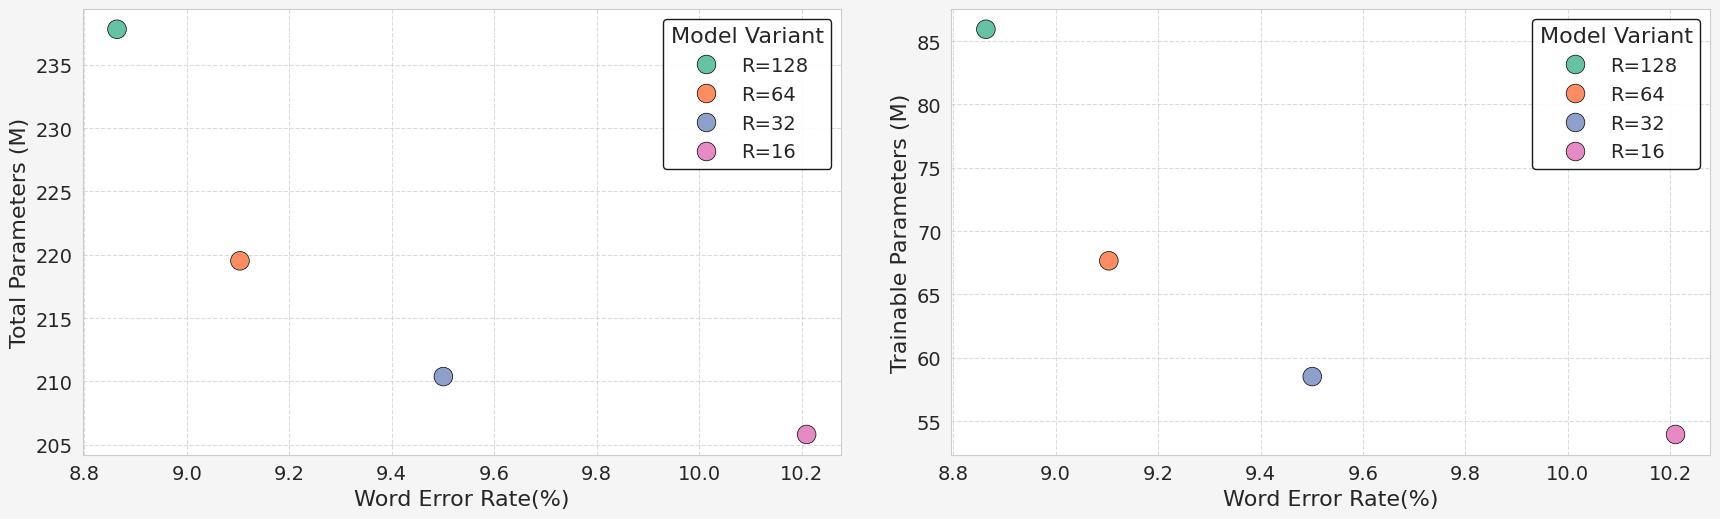 Total Parameters (M)
235
230
225
220
215
210
205
8.8 9.0 9.2 9.4 9.6 9.8 10.0 10.2
Word Error Rate(%)
Model Variant
R=128
R=64
R=32
R=16
Trainable Parameters (M)
85
80
75
70
65
60
55
8.8 9.0 9.2 9.4 9.6 9.8 10.0 10.2
Word Error Rate(%)
Model Variant
R=128
R=64
R=32
R=16